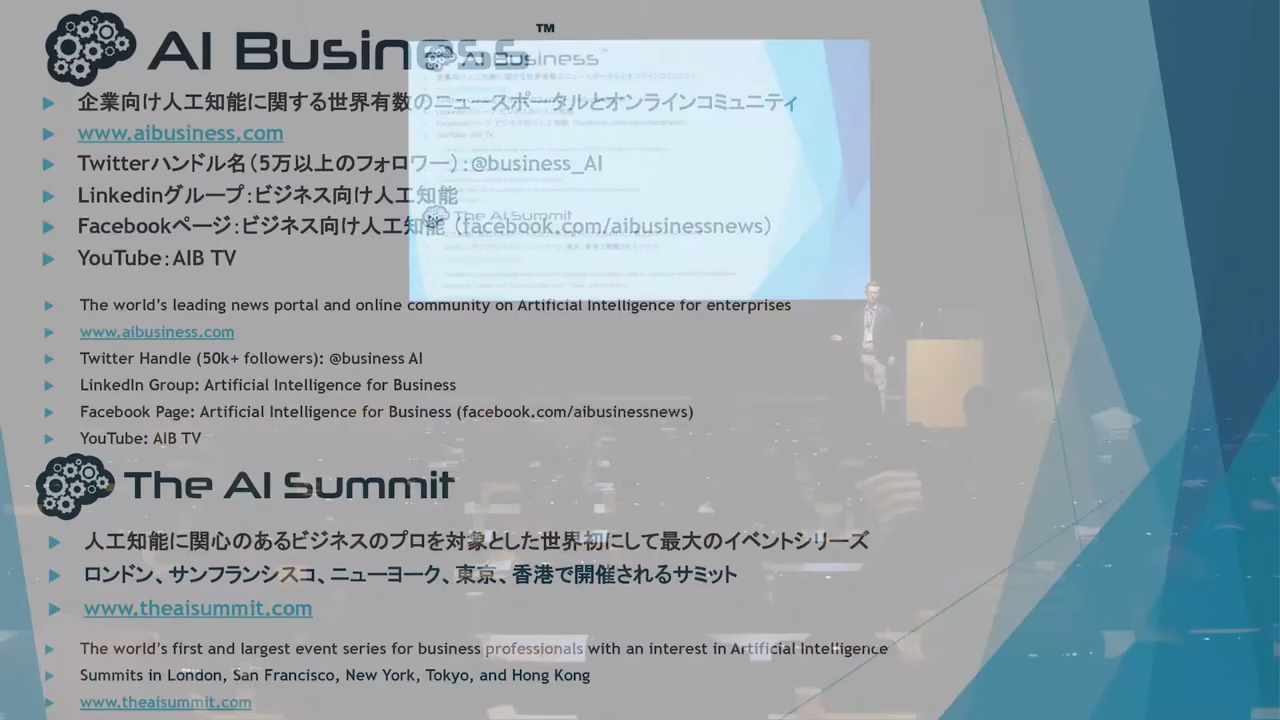 AI Business™
企業向け人工知能に関する世界有数のニュースポータルとオンラインコミュニティ
www.aibusiness.com
Twitterハンドル名（5万以上のフォロワー）：@business_AI
Linkedinグループ：ビジネス向け人工知能
Facebookページ：ビジネス向け人工知能 （facebook.com/aibusinessnews）
YouTube：AIB TV
The world's leading news portal and online community on Artificial Intelligence for enterprises
www.aibusiness.com
Twitter Handle (50k+ followers): @business AI
LinkedIn Group: Artificial Intelligence for Business
Facebook Page: Artificial Intelligence for Business (facebook.com/aibusinessnews)
YouTube: AIB TV
The AI Summit
人工知能に関心のあるビジネスのプロを対象とした世界初にして最大のイベントシリーズ
ロンドン、サンフランシスコ、ニューヨーク、東京、香港で開催されるサミット
www.theaisummit.com
The world's first and largest event series for business professionals with an interest in Artificial Intelligence
Summits in London, San Francisco, New York, Tokyo, and Hong Kong
www.theaisummit.com
AI Business
The AI Summit